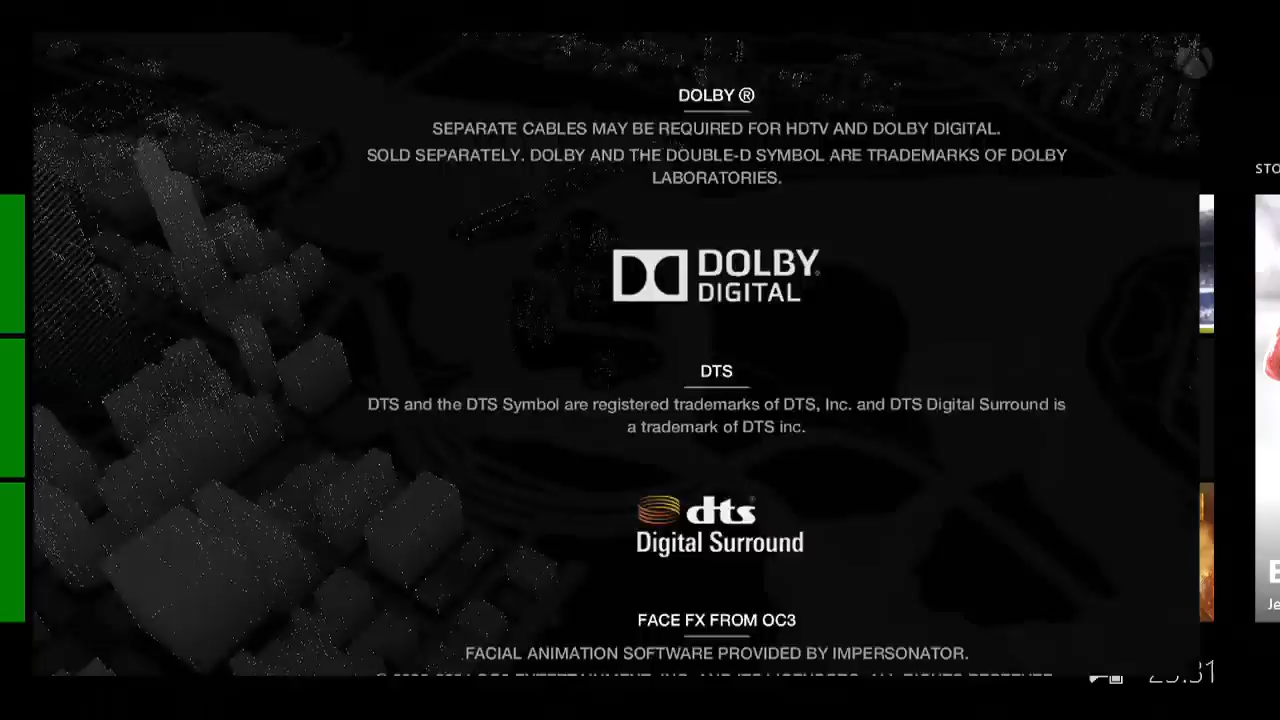 DOLBY ®
SEPARATE CABLES MAY BE REQUIRED FOR HDTV AND DOLBY DIGITAL.
SOLD SEPARATELY. DOLBY AND THE DOUBLE-D SYMBOL ARE TRADEMARKS OF DOLBY
LABORATORIES.
STO
DOLBY
DIGITAL
DTS
DTS and the DTS Symbol are registered trademarks of DTS, Inc. and DTS Digital Surround is
a trademark of DTS inc.
dts
Digital Surround
FACE FX FROM OC3
FACIAL ANIMATION SOFTWARE PROVIDED BY IMPERSONATOR.
Je